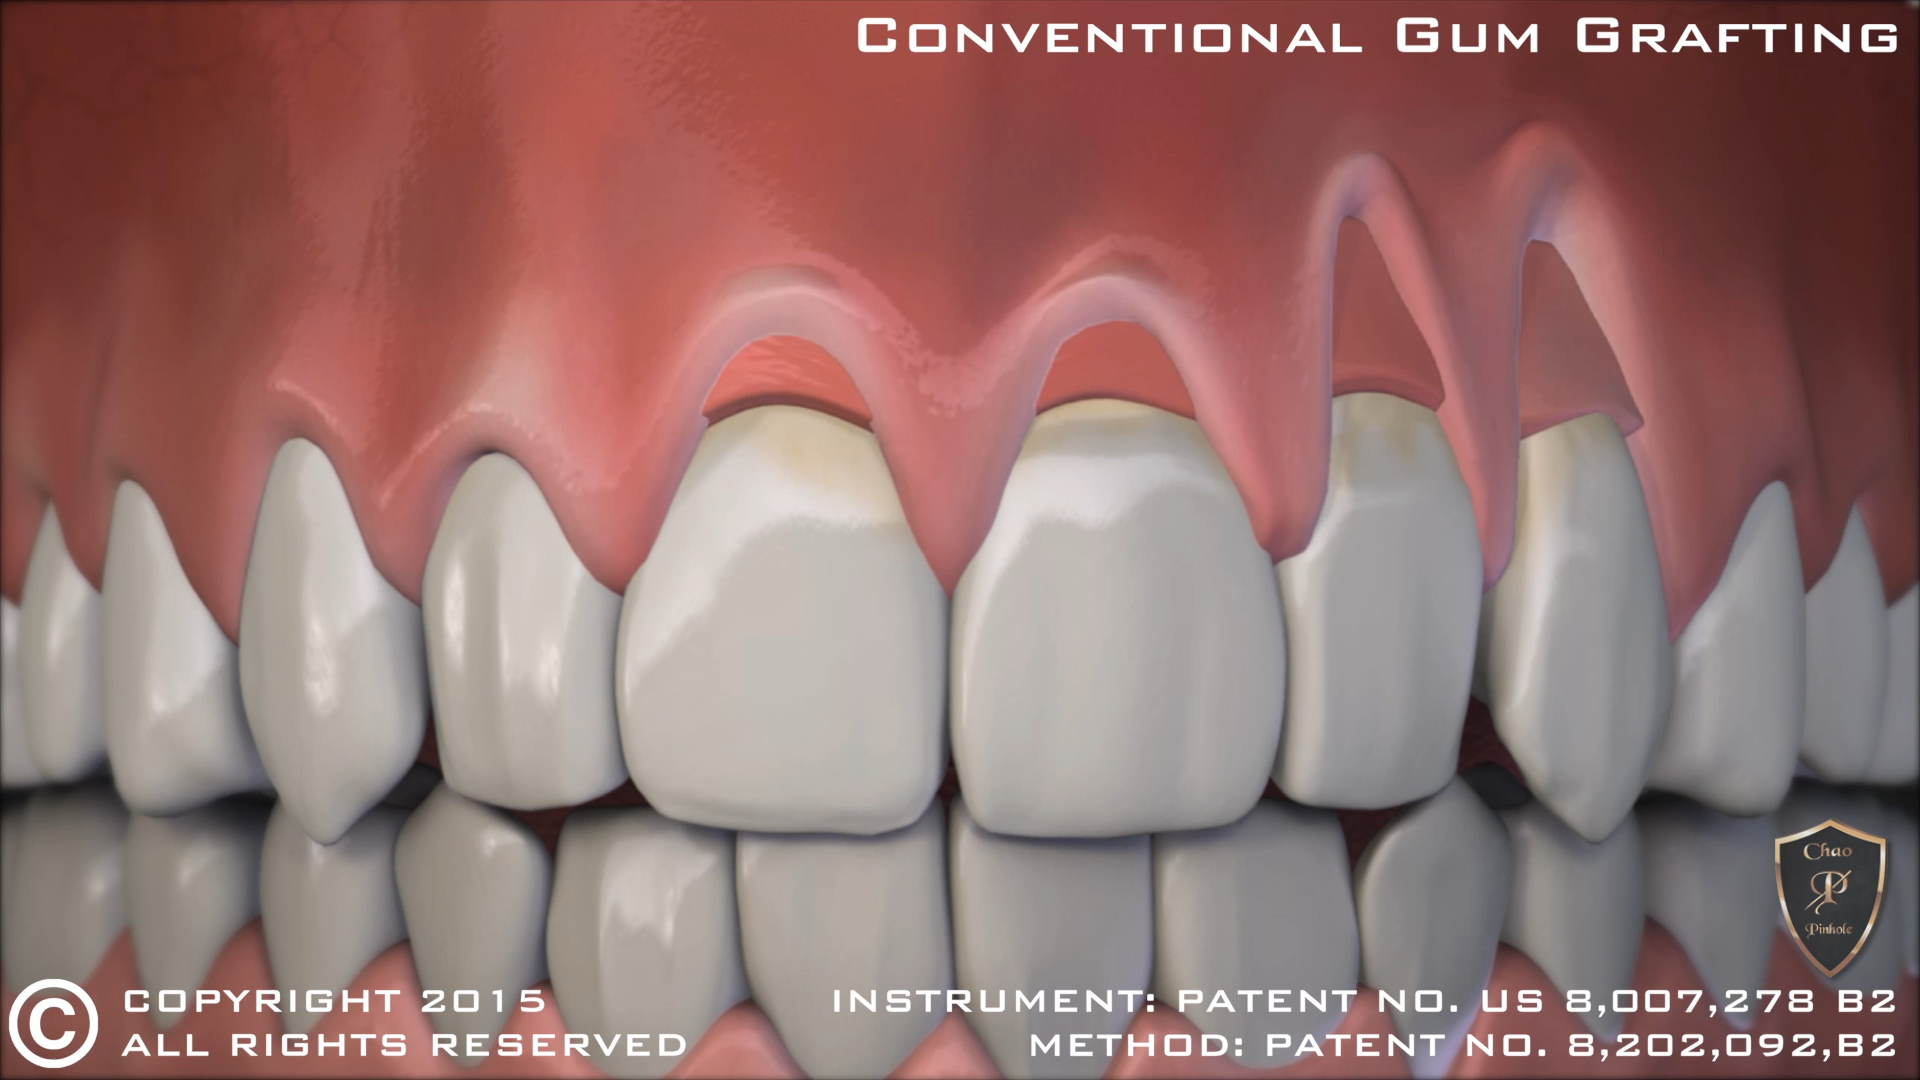 CONVENTIONAL GUM GRAFTING
Chao
P
Pinhole
© COPYRIGHT 2015
ALL RIGHTS RESERVED
INSTRUMENT: PATENT NO. US 8,007,278 B2
METHOD: PATENT NO. 8,202,092,B2